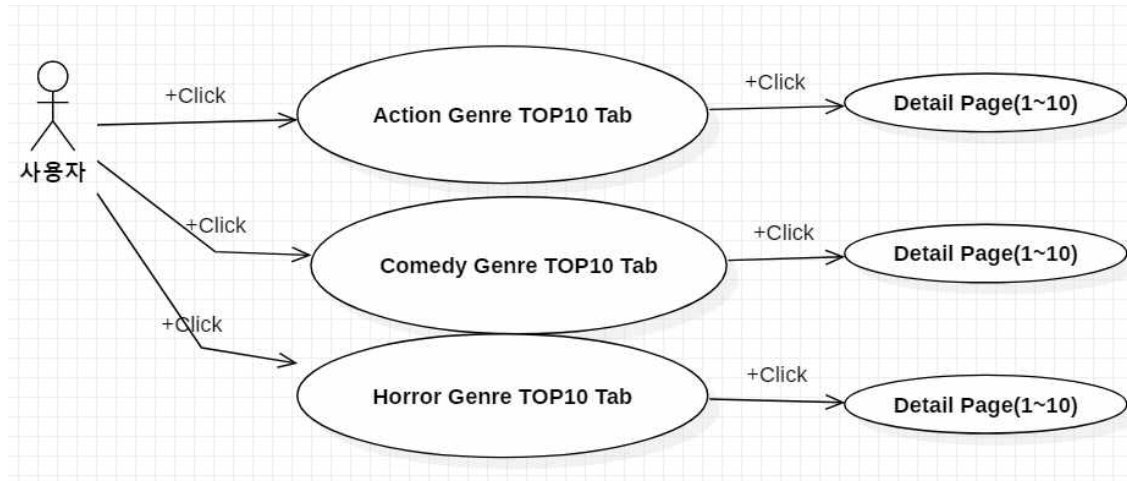 +Click
Action Genre TOP10 Tab
+Click
Detail Page(1~10)
사용자
+Click
Comedy Genre TOP10 Tab
+Click
Detail Page(1~10)
+Click
Horror Genre TOP10 Tab
+Click
Detail Page(1~10)